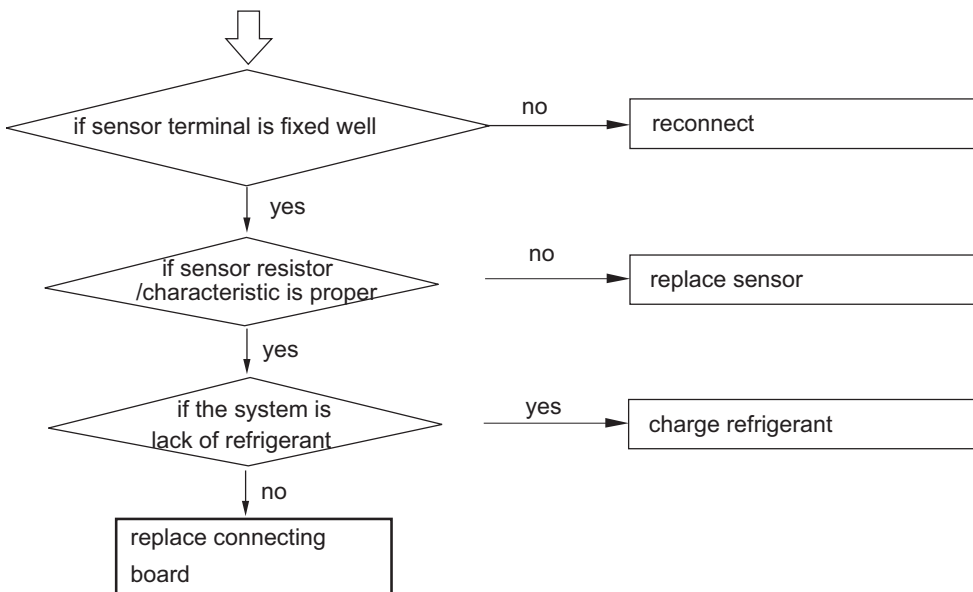 if sensor terminal is fixed well
no
reconnect
yes
if sensor resistor
/characteristic is proper
no
replace sensor
yes
if the system is
lack of refrigerant
yes
charge refrigerant
no
replace connecting
board